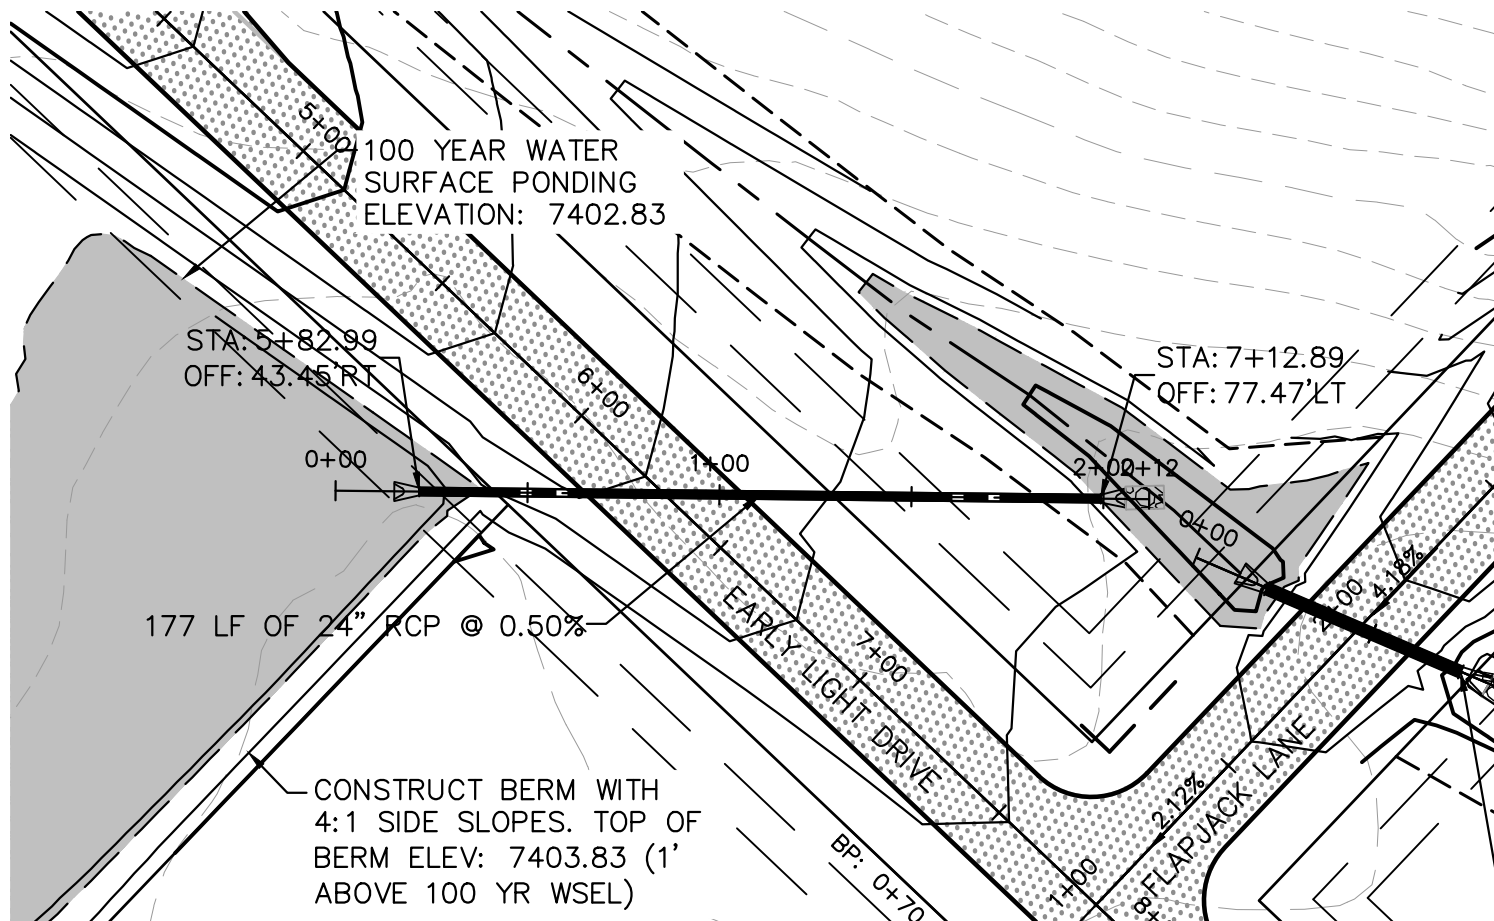 5+00
100 YEAR WATER
SURFACE PONDING
ELEVATION: 7402.83
STA: 5+82.99
OFF: 43.45'RT
STA: 7+12.89
OFF: 77.47'LT
6+00
0+00
1+00
2+00
2+12
0+00
177 LF OF 24" RCP @ 0.50%
EARLY LIGHT DRIVE
7+00
2+00
4.18%
2.12%
FLAPJACK LANE
CONSTRUCT BERM WITH
4:1 SIDE SLOPES. TOP OF
BERM ELEV: 7403.83 (1'
ABOVE 100 YR WSEL)
BP: 0+70
1+00